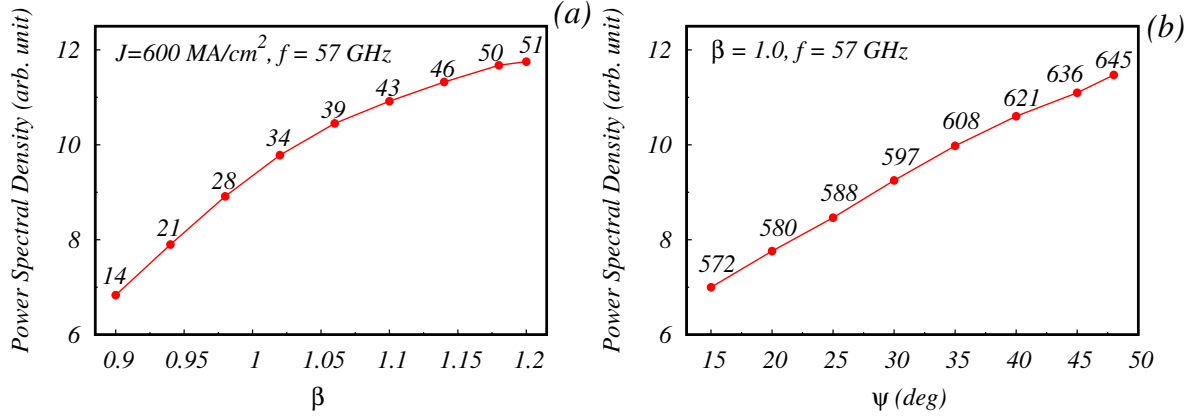 (a)
J=600 MA/cm², f = 57 GHz
Power Spectral Density (arb. unit)
12
10
8
6
14
21
28
34
39
43
46
50
51
0.9 0.95 1 1.05 1.1 1.15 1.2
β
(b)
β = 1.0, f = 57 GHz
Power Spectral Density (arb. unit)
12
10
8
6
572
580
588
597
608
621
636
645
15 20 25 30 35 40 45 50
ψ (deg)